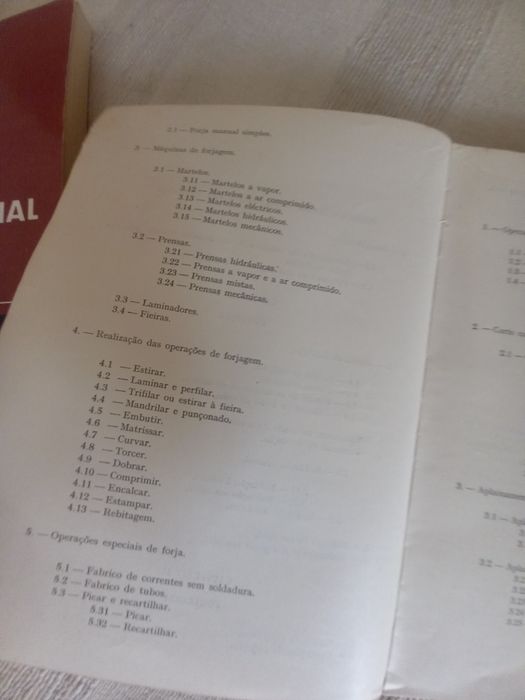 IAL
2.1 — Forja manual simples.
3 — Máquinas de forjagem.
3.1 — Martelos.
3.11 — Martelos a vapor.
3.12 — Martelos a ar comprimido.
3.13 — Martelos eléctricos.
3.14 — Martelos hidráulicos.
3.15 — Martelos mecânicos.
3.2 — Prensas.
3.21 — Prensas hidráulicas.
3.22 — Prensas a vapor e a ar comprimido.
3.23 — Prensas mistas.
3.24 — Prensas mecânicas.
3.3 — Laminadores.
3.4 — Fieiras.
4. — Realização das operações de forjagem.
4.1 — Estirar.
4.2 — Laminar e perfilar.
4.3 — Trifilar ou estirar à fieira.
4.4 — Mandrilar e punçonado.
4.5 — Embutir.
4.6 — Matrissar.
4.7 — Curvar.
4.8 — Torcer.
4.9 — Dobrar.
4.10 — Comprimir.
4.11 — Encalcar.
4.12 — Estampar.
4.13 — Rebitagem.
5. — Operações especiais de forja.
5.1 — Fabrico de correntes sem soldadura.
5.2 — Fabrico de tubos.
5.3 — Picar e recartilhar.
5.31 — Picar.
5.32 — Recartilhar.